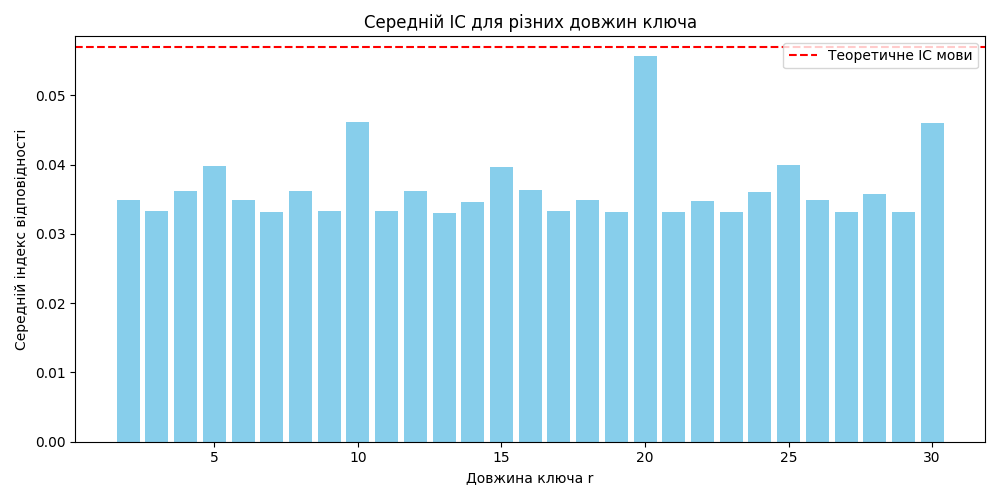 Середній IC для різних довжин ключа
Теоретичне IC мови
Середній індекс відповідності
0.05
0.04
0.03
0.02
0.01
0.00
5 10 15 20 25 30
Довжина ключа r